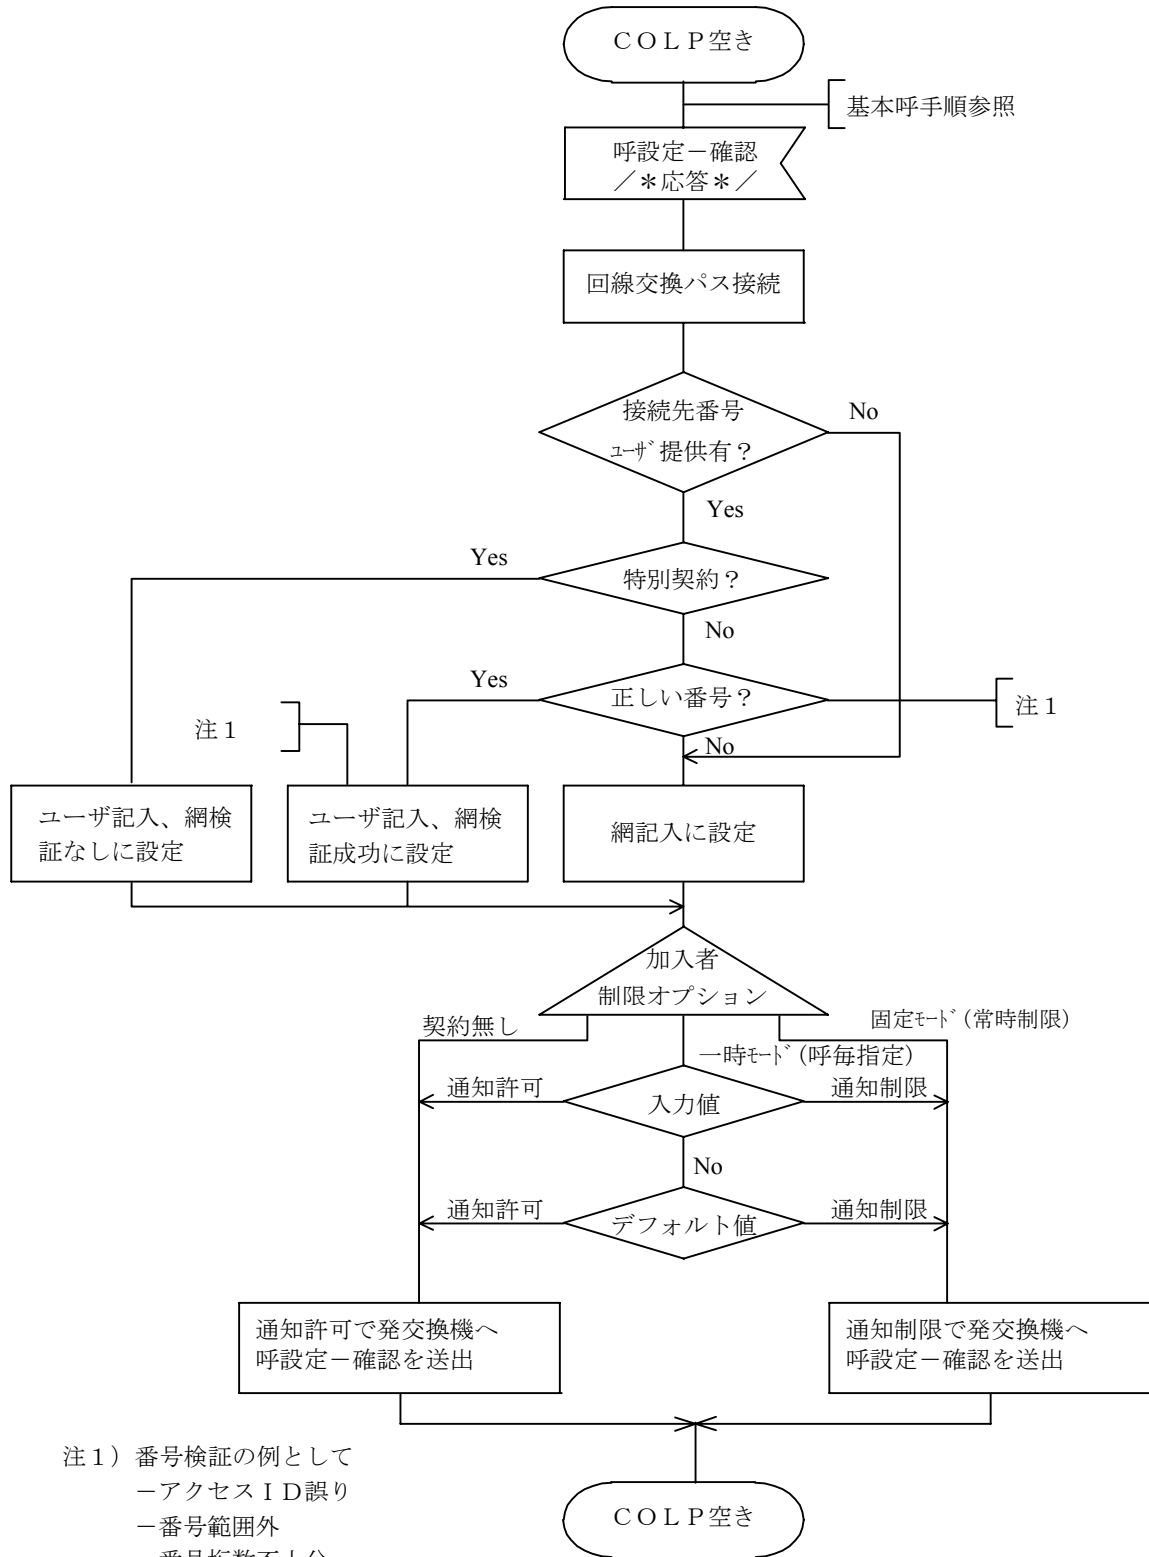 ＣＯＬＰ空き
基本呼手順参照
呼設定－確認
／＊応答＊／
回線交換パス接続
接続先番号
ﾕｰｻﾞ提供有？
No
Yes
特別契約？
Yes
No
正しい番号？
Yes
注１
注１
No
ユーザ記入、網検
証なしに設定
ユーザ記入、網検
証成功に設定
網記入に設定
加入者
制限オプション
契約無し
固定ﾓｰﾄﾞ(常時制限)
一時ﾓｰﾄﾞ(呼毎指定)
通知許可
入力値
通知制限
No
通知許可
デフォルト値
通知制限
通知許可で発交換機へ
呼設定－確認を送出
通知制限で発交換機へ
呼設定－確認を送出
注１）番号検証の例として
－アクセスＩＤ誤り
－番号範囲外
ＣＯＬＰ空き